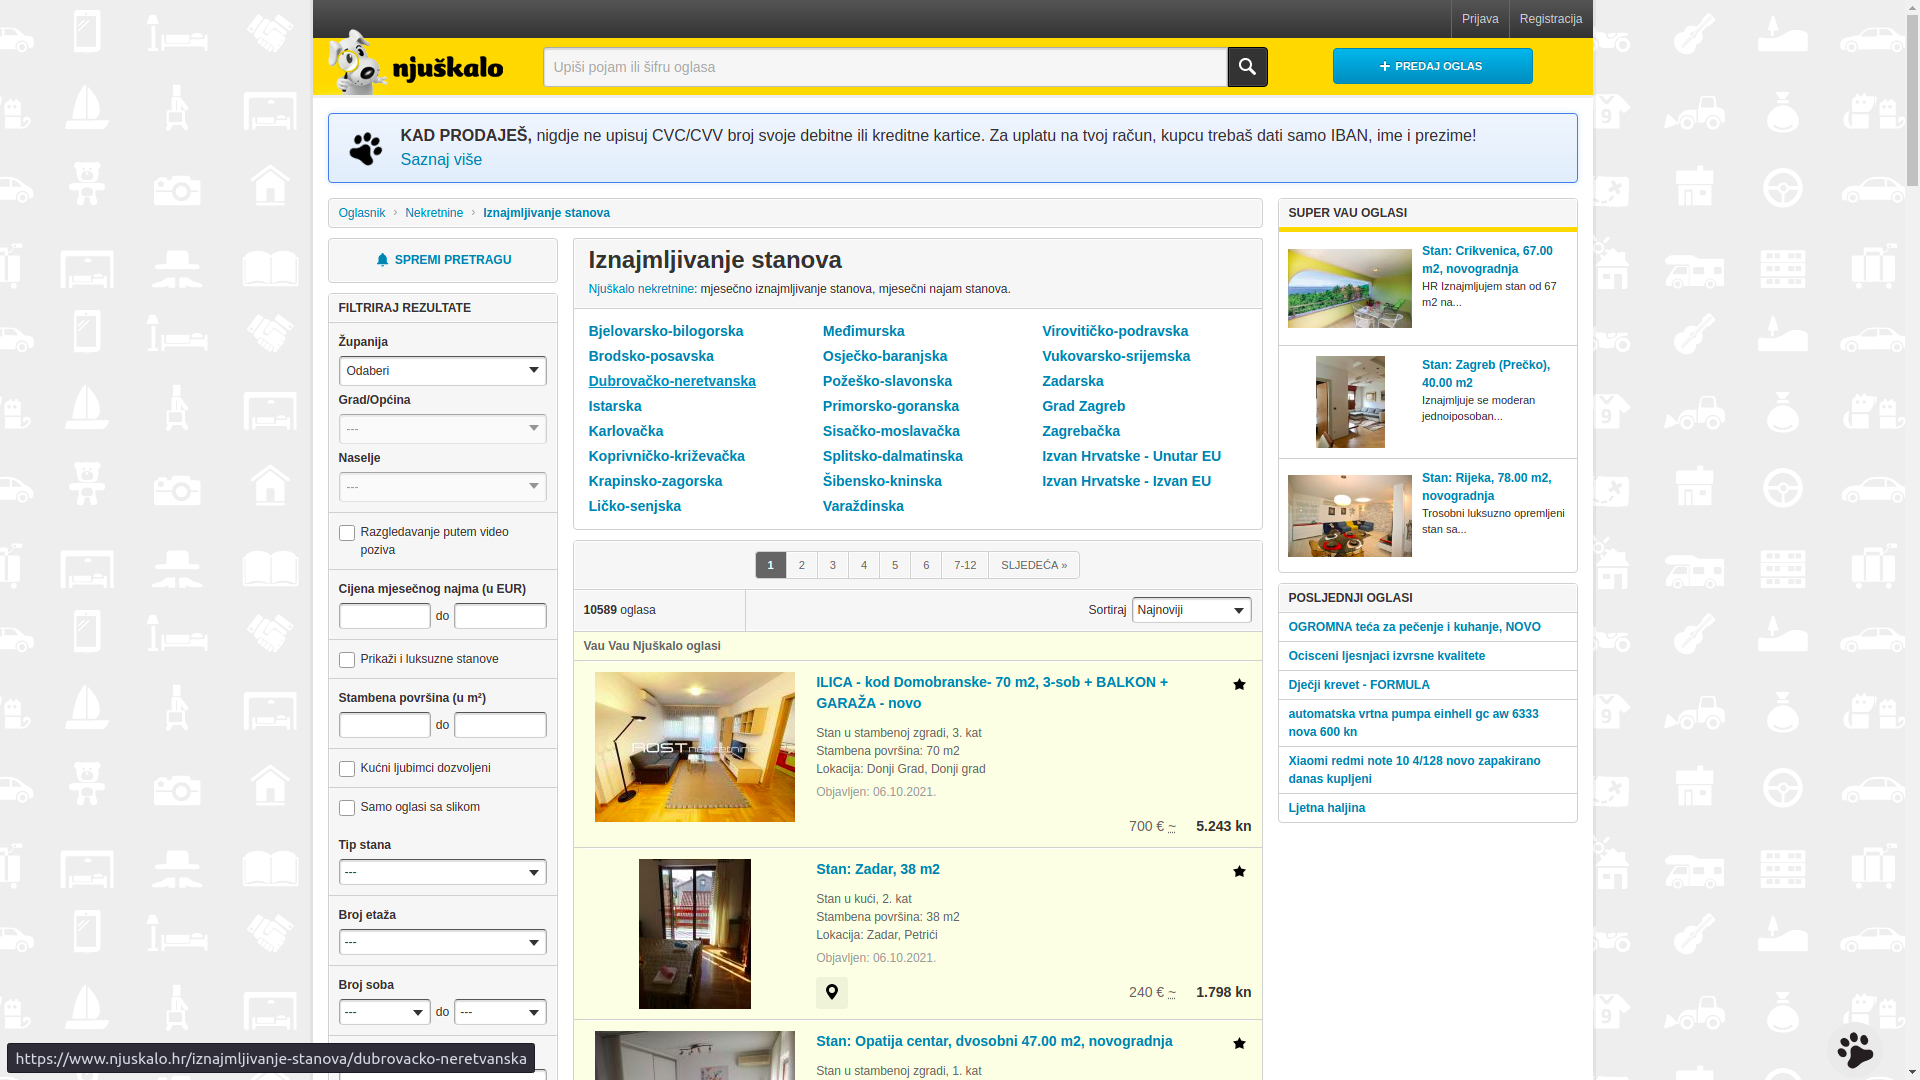 Prijava
Registracija
njuškalo
Upiši pojam ili šifru oglasa
PREDAJ OGLAS
KAD PRODAJEŠ, nigdje ne upisuj CVC/CVV broj svoje debitne ili kreditne kartice. Za uplatu na tvoj račun, kupcu trebaš dati samo IBAN, ime i prezime!
Saznaj više
Oglasnik › Nekretnine › Iznajmljivanje stanova
SPREMI PRETRAGU
FILTRIRAJ REZULTATE
Županija
Odaberi
Grad/Općina
---
Naselje
---
Razgledavanje putem video
poziva
Cijena mjesečnog najma (u EUR)
do
Prikaži i luksuzne stanove
Stambena površina (u m²)
do
Kućni ljubimci dozvoljeni
Samo oglasi sa slikom
Tip stana
---
Broj etaža
---
Broj soba
--- do ---
Iznajmljivanje stanova
Njuškalo nekretnine: mjesečno iznajmljivanje stanova, mjesečni najam stanova.
Bjelovarsko-bilogorska
Brodsko-posavska
Dubrovačko-neretvanska
Istarska
Karlovačka
Koprivničko-križevačka
Krapinsko-zagorska
Ličko-senjska
Međimurska
Osječko-baranjska
Požeško-slavonska
Primorsko-goranska
Sisačko-moslavačka
Splitsko-dalmatinska
Šibensko-kninska
Varaždinska
Virovitičko-podravska
Vukovarsko-srijemska
Zadarska
Grad Zagreb
Zagrebačka
Izvan Hrvatske - Unutar EU
Izvan Hrvatske - Izvan EU
1 2 3 4 5 6 7-12 SLJEDEĆA »
10589 oglasa
Sortiraj Najnoviji
Vau Vau Njuškalo oglasi
ROST nekretnine
ILICA - kod Domobranske- 70 m2, 3-sob + BALKON +
GARAŽA - novo
Stan u stambenoj zgradi, 3. kat
Stambena površina: 70 m2
Lokacija: Donji Grad, Donji grad
Objavljen: 06.10.2021.
700 € ~ 5.243 kn
Stan: Zadar, 38 m2
Stan u kući, 2. kat
Stambena površina: 38 m2
Lokacija: Zadar, Petrići
Objavljen: 06.10.2021.
240 € ~ 1.798 kn
Stan: Opatija centar, dvosobni 47.00 m2, novogradnja
Stan u stambenoj zgradi, 1. kat
SUPER VAU OGLASI
Stan: Crikvenica, 67.00
m2, novogradnja
HR Iznajmljujem stan od 67
m2 na...
Stan: Zagreb (Prečko),
40.00 m2
Iznajmljuje se moderan
jednoiposoban...
Stan: Rijeka, 78.00 m2,
novogradnja
Trosobni luksuzno opremljeni
stan sa...
POSLJEDNJI OGLASI
OGROMNA teća za pečenje i kuhanje, NOVO
Ocisceni ljesnjaci izvrsne kvalitete
Dječji krevet - FORMULA
automatska vrtna pumpa einhell gc aw 6333
nova 600 kn
Xiaomi redmi note 10 4/128 novo zapakirano
danas kupljeni
Ljetna haljina
https://www.njuskalo.hr/iznajmljivanje-stanova/dubrovacko-neretvanska